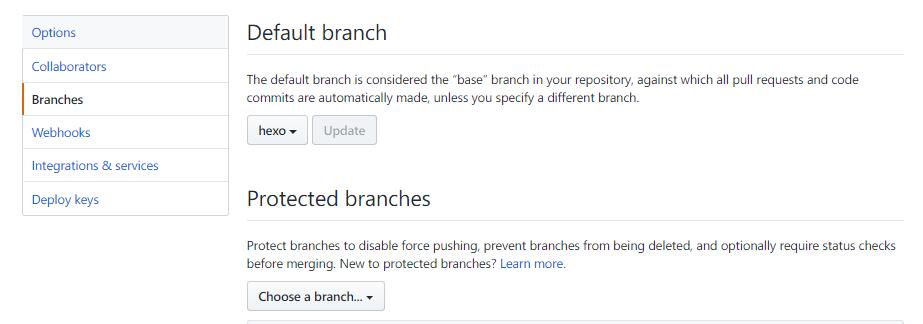 Options
Collaborators
Branches
Webhooks
Integrations & services
Deploy keys
Default branch
The default branch is considered the “base” branch in your repository, against which all pull requests and code
commits are automatically made, unless you specify a different branch.
hexo
Update
Protected branches
Protect branches to disable force pushing, prevent branches from being deleted, and optionally require status checks
before merging. New to protected branches? Learn more.
Choose a branch...